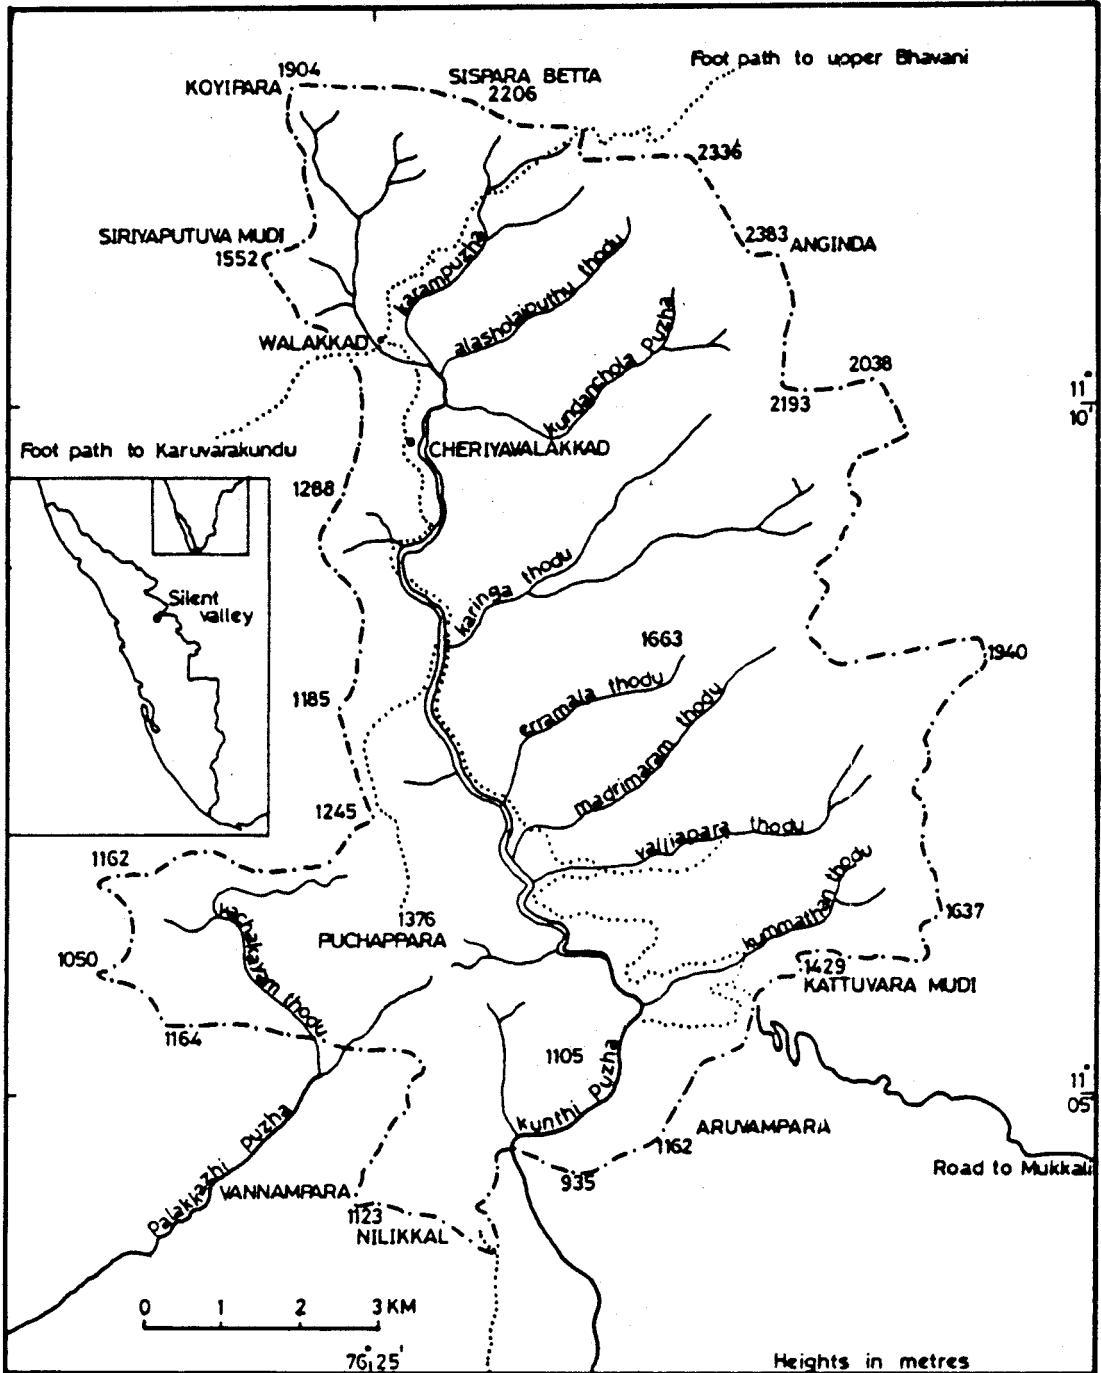 Foot path to upper Bhavani
1904
KOYIPARA
SISPARA BETTA
2206
2336
SIRIYAPUTUVA MUDI
1552
2383
ANGINDA
karampuzha
alasholaiputhu thodu
kundanchola Puzha
WALAKKAD
2038
2193
11°
10'
CHERIYAVALAKKAD
Foot path to Karuvarakundu
1288
Silent
valley
karinga thodu
1663
1940
1185
erramala thodu
madrimaram thodu
1245
valliapara thodu
1162
kummathan thodu
kachakayam thodu
1376
PUCHAPPARA
1637
1050
1429
KATTUVARA MUDI
1164
1105
kunthi Puzha
11°
05'
ARUVAMPARA
1162
Road to Mukkali
935
Palakkazhi Puzha
VANNAMPARA
1123
NILIKKAL
0 1 2 3 KM
76° 25'
Heights in metres